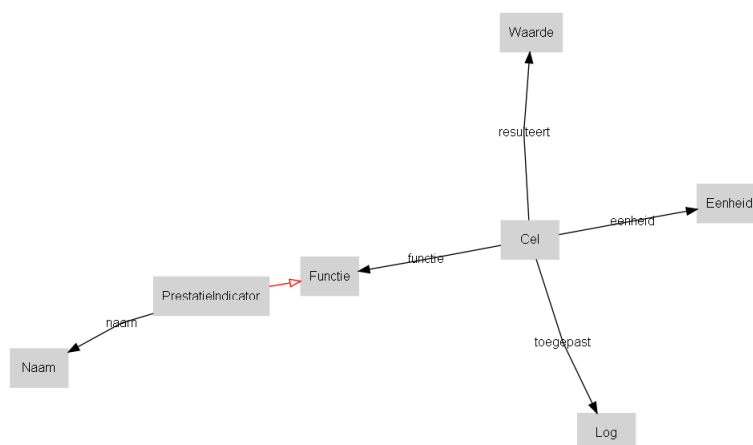 Waarde
resulteert
Eenheid
eenheid
Cel
functie
Functie
PrestatieIndicator
naam
toegepast
Naam
Log